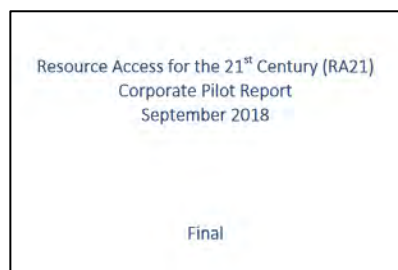 Resource Access for the 21st Century (RA21)
Corporate Pilot Report
September 2018
Final